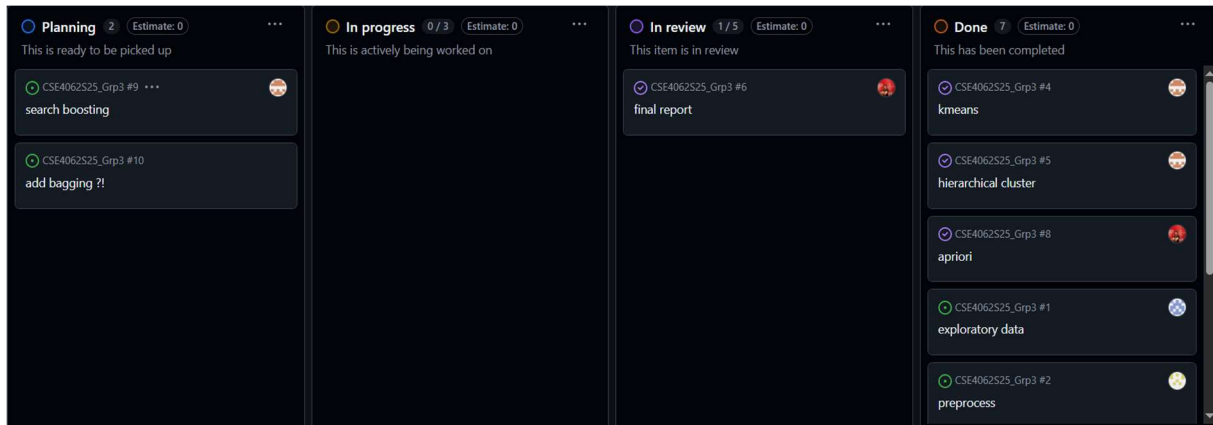 Planning 2 Estimate: 0 ...
This is ready to be picked up
CSE4062S25_Grp3 #9 ...
search boosting
CSE4062S25_Grp3 #10
add bagging ?!
In progress 0 / 3 Estimate: 0 ...
This is actively being worked on
In review 1 / 5 Estimate: 0 ...
This item is in review
CSE4062S25_Grp3 #6
final report
Done 7 Estimate: 0 ...
This has been completed
CSE4062S25_Grp3 #4
kmeans
CSE4062S25_Grp3 #5
hierarchical cluster
CSE4062S25_Grp3 #8
apriori
CSE4062S25_Grp3 #1
exploratory data
CSE4062S25_Grp3 #2
preprocess